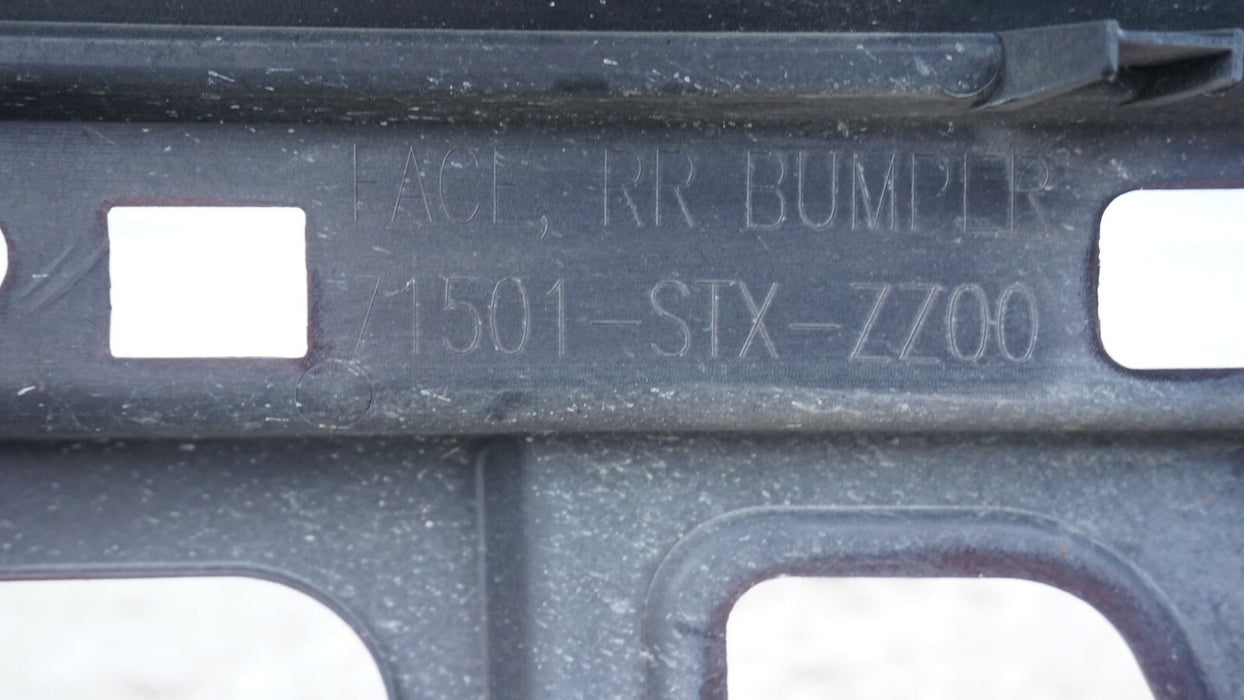 FACE, RR BUMPER
71501-STX-ZZ00